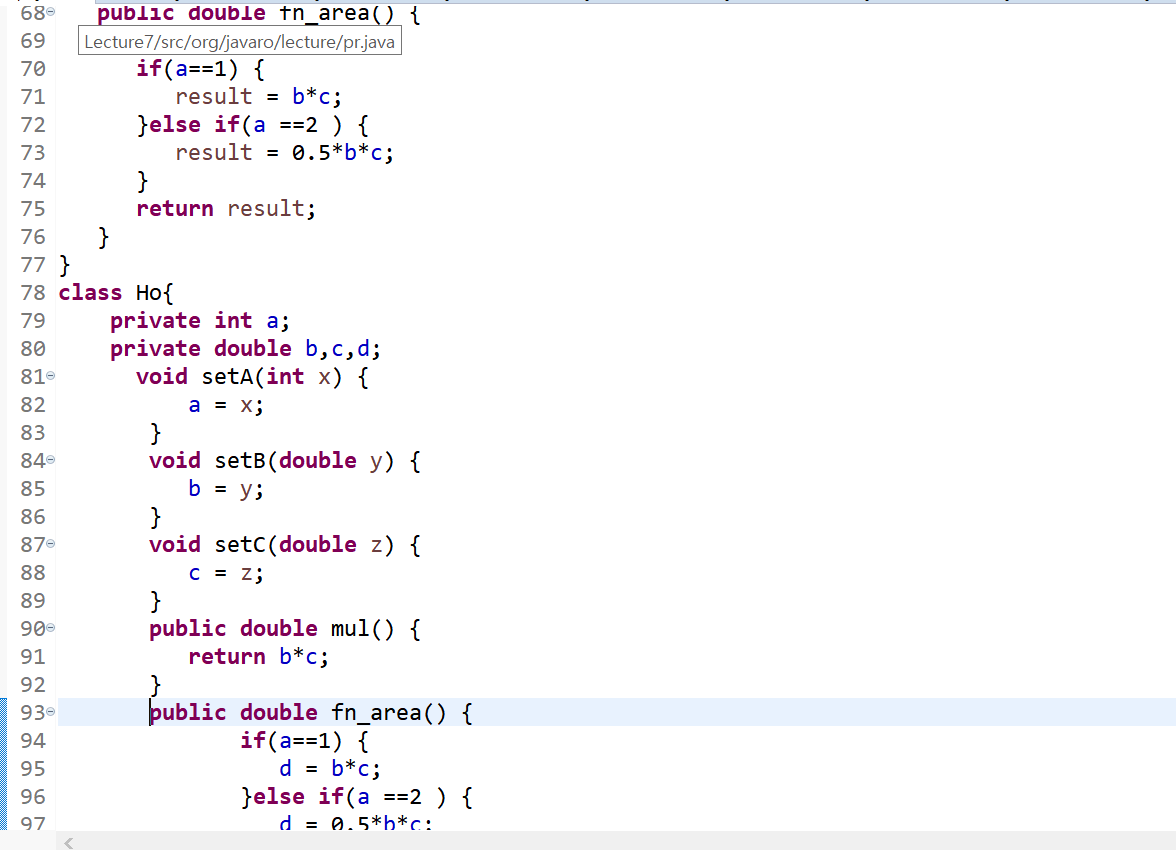 68 public double fn_area() {
69 Lecture7/src/org/javaro/lecture/pr.java
70 if(a==1) {
71 result = b*c;
72 }else if(a ==2 ) {
73 result = 0.5*b*c;
74 }
75 return result;
76 }
77 }
78 class Ho{
79 private int a;
80 private double b,c,d;
81 void setA(int x) {
82 a = x;
83 }
84 void setB(double y) {
85 b = y;
86 }
87 void setC(double z) {
88 c = z;
89 }
90 public double mul() {
91 return b*c;
92 }
93 public double fn_area() {
94 if(a==1) {
95 d = b*c;
96 }else if(a ==2 ) {
97 d = 0.5*b*c;